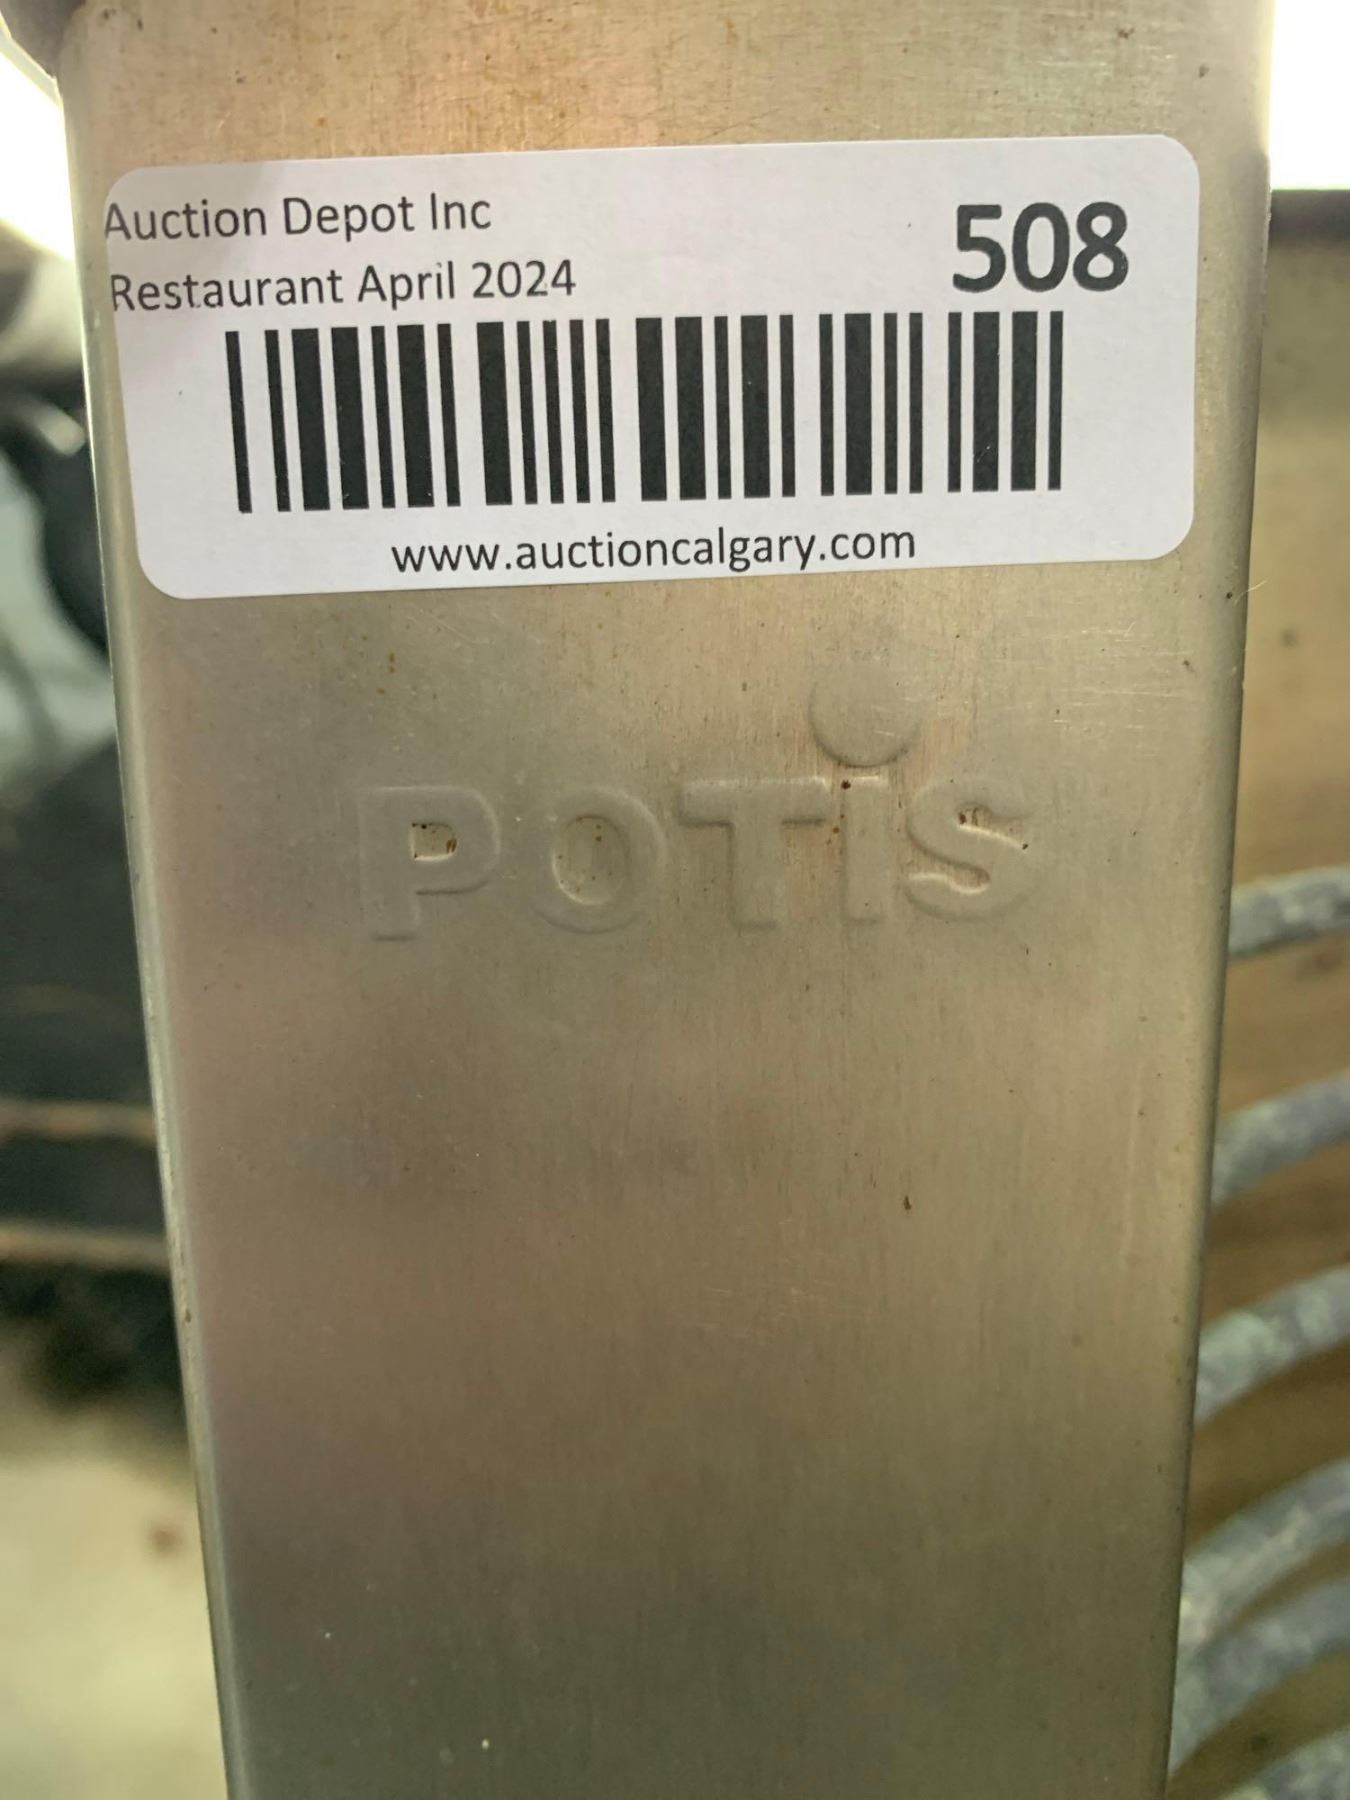 Auction Depot Inc
508
Restaurant April 2024
www.auctioncalgary.com
POTiS